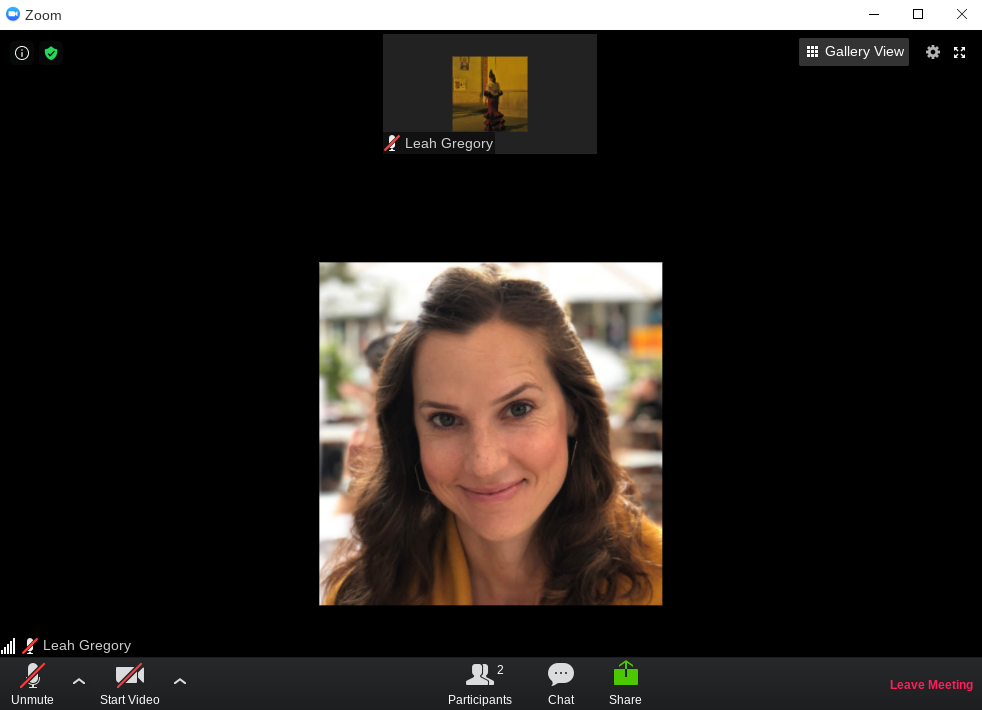 Zoom
Gallery View
Leah Gregory
Leah Gregory
Unmute
Start Video
2
Participants
Chat
Share
Leave Meeting